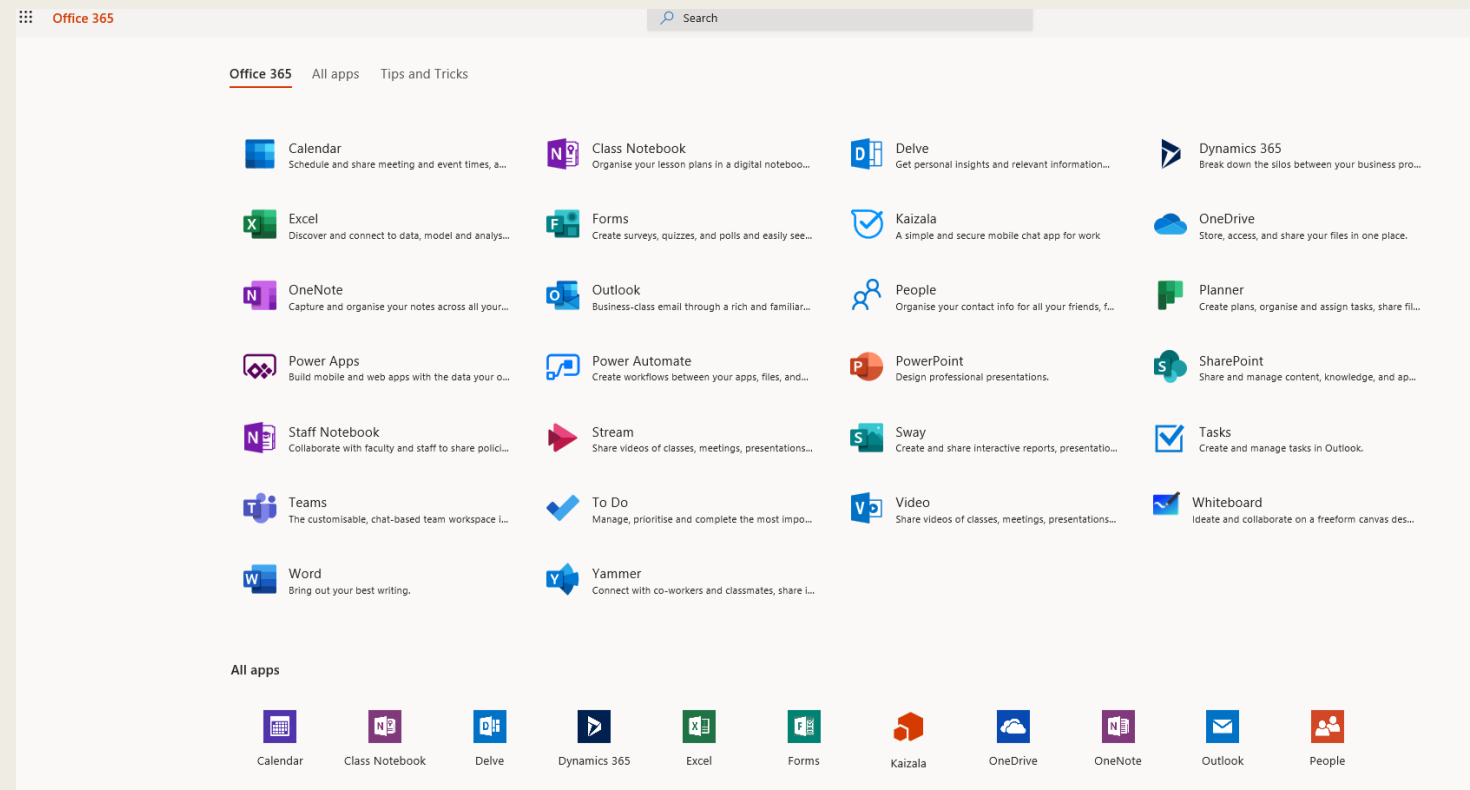 Office 365
Search
Office 365 All apps Tips and Tricks
Calendar
Schedule and share meeting and event times, a...
Class Notebook
Organise your lesson plans in a digital noteboo...
Delve
Get personal insights and relevant information...
Dynamics 365
Break down the silos between your business pro...
Excel
Discover and connect to data, model and analys...
Forms
Create surveys, quizzes, and polls and easily see...
Kaizala
A simple and secure mobile chat app for work
OneDrive
Store, access, and share your files in one place.
OneNote
Capture and organise your notes across all your...
Outlook
Business-class email through a rich and familiar...
People
Organise your contact info for all your friends, f...
Planner
Create plans, organise and assign tasks, share fil...
Power Apps
Build mobile and web apps with the data your o...
Power Automate
Create workflows between your apps, files, and...
PowerPoint
Design professional presentations.
SharePoint
Share and manage content, knowledge, and ap...
Staff Notebook
Collaborate with faculty and staff to share polici...
Stream
Share videos of classes, meetings, presentations...
Sway
Create and share interactive reports, presentatio...
Tasks
Create and manage tasks in Outlook.
Teams
The customisable, chat-based team workspace i...
To Do
Manage, prioritise and complete the most impo...
Video
Share videos of classes, meetings, presentations...
Whiteboard
Ideate and collaborate on a freeform canvas des...
Word
Bring out your best writing.
Yammer
Connect with co-workers and classmates, share i...
All apps
Calendar Class Notebook Delve Dynamics 365 Excel Forms Kaizala OneDrive OneNote Outlook People